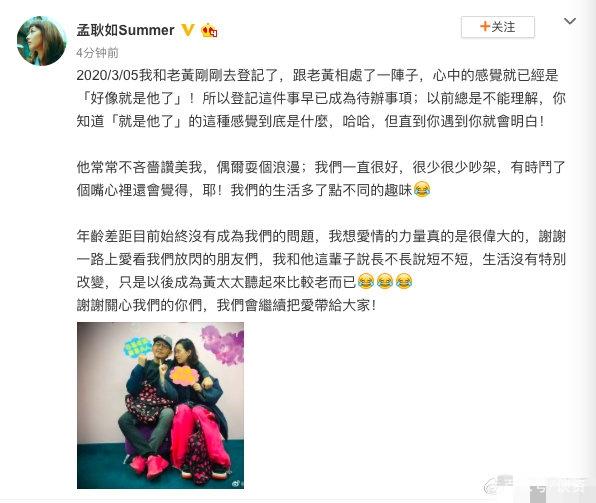 孟耿如Summer
+关注
4分钟前
2020/3/05我和老黃剛剛去登記了，跟老黃相處了一陣子，心中的感覺就已經是
「好像就是他了」！所以登記這件事早已成為待辦事項；以前總是不能理解，你
知道「就是他了」的這種感覺到底是什麼，哈哈，但直到你遇到你就會明白！
他常常不吝嗇讚美我，偶爾耍個浪漫；我們一直很好，很少很少吵架，有時鬥了
個嘴心裡還會覺得，耶！我們的生活多了點不同的趣味😂
年齡差距目前始終沒有成為我們的問題，我想愛情的力量真的是很偉大的，謝謝
一路上愛看我們放閃的朋友們，我和他這輩子說長不長說短不短，生活沒有特別
改變，只是以後成為黃太太聽起來比較老而已😂😂😂
謝謝關心我們的你們，我們會繼續把愛帶給大家！